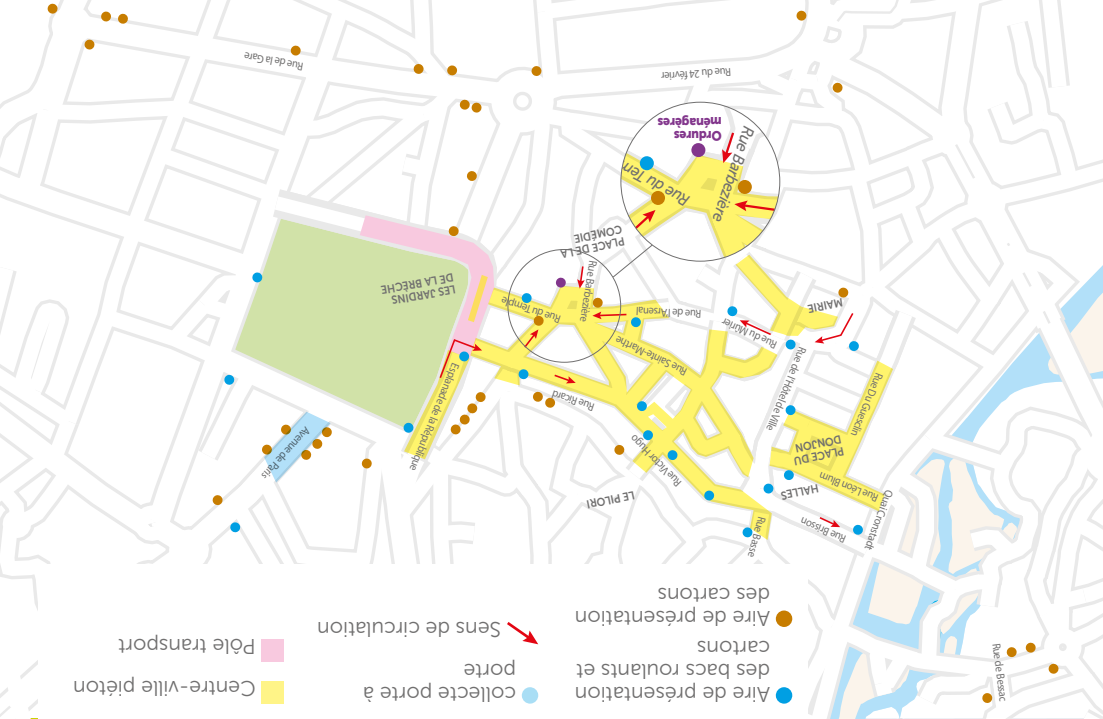 Aire de présentation
des bacs roulants et
cartons
Aire de présentation
des cartons
collecte porte à
porte
Sens de circulation
Centre-ville piéton
Pôle transport
Rue de Bessac
Rue Basse
Rue Brisson
Quai Cronstadt
LE PILORI
HALLES
Rue Léon Blum
Rue Victor Hugo
PLACE DU
DONJON
Avenue de Paris
Esplanade de la République
Rue Du Guesclin
Rue de l'Hôtel de Ville
Rue Ricard
Rue Sainte-Marthe
Rue du Mûrier
Rue de l'Arsenal
Rue du Temple
MAIRIE
Rue Barbezière
LES JARDINS
DE LA BRÈCHE
PLACE DE LA
COMÉDIE
Rue du Ten
Rue Barbezière
Ordures
ménagères
Rue du 24 février
Rue de la Gare